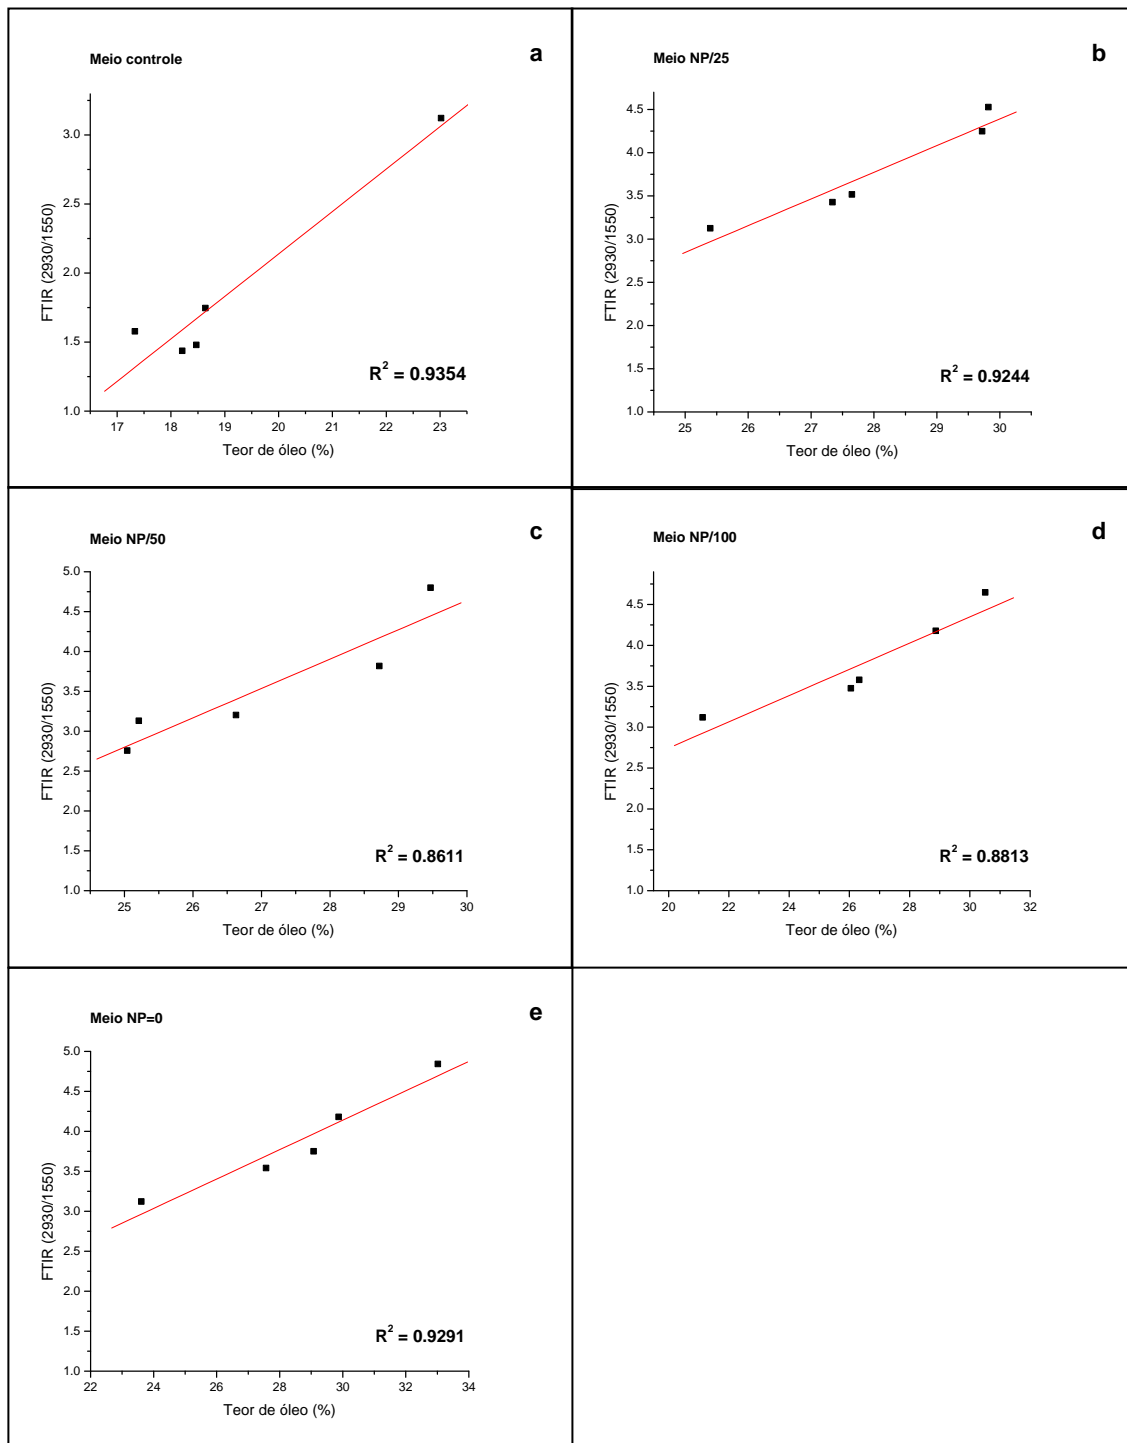 Meio controle
a
3.0
2.5
2.0
1.5
1.0
FTIR (2930/1550)
R² = 0.9354
17 18 19 20 21 22 23
Teor de óleo (%)
Meio NP/25
b
4.5
4.0
3.5
3.0
2.5
2.0
1.5
1.0
FTIR (2930/1550)
R² = 0.9244
25 26 27 28 29 30
Teor de óleo (%)
Meio NP/50
c
5.0
4.5
4.0
3.5
3.0
2.5
2.0
1.5
1.0
FTIR (2930/1550)
R² = 0.8611
25 26 27 28 29 30
Teor de óleo (%)
Meio NP/100
d
4.5
4.0
3.5
3.0
2.5
2.0
1.5
1.0
FTIR (2930/1550)
R² = 0.8813
20 22 24 26 28 30 32
Teor de óleo (%)
Meio NP=0
e
5.0
4.5
4.0
3.5
3.0
2.5
2.0
1.5
1.0
FTIR (2930/1550)
R² = 0.9291
22 24 26 28 30 32 34
Teor de óleo (%)